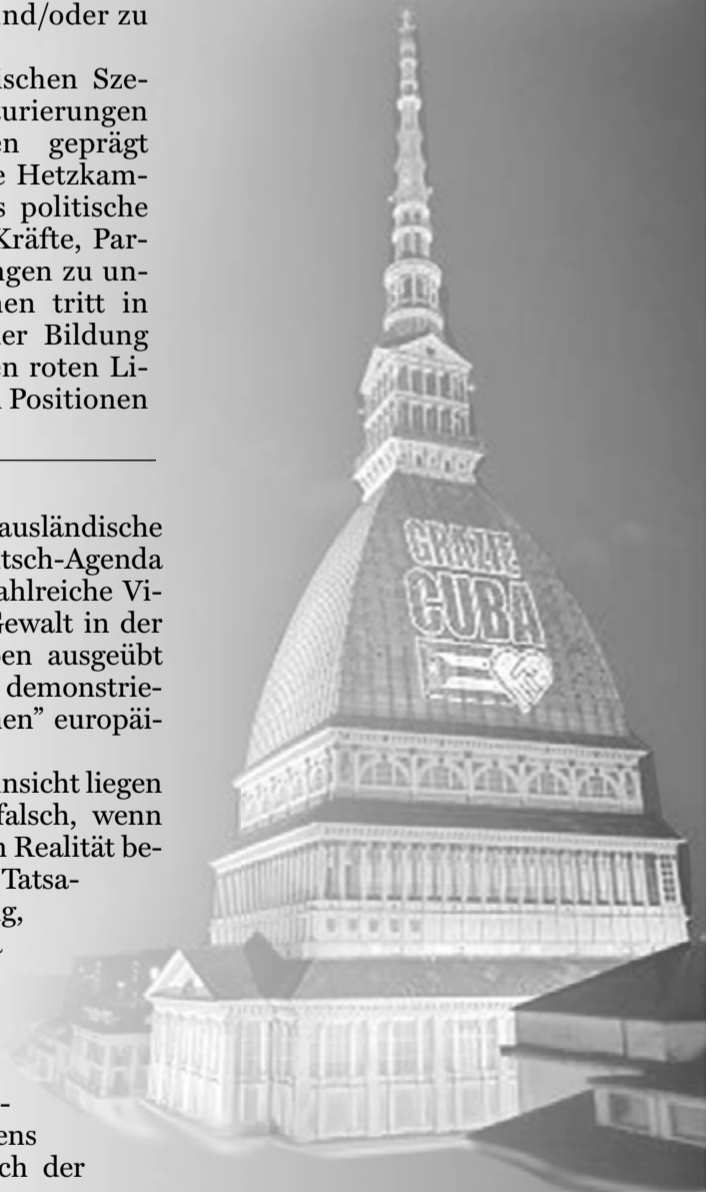 und/oder zu
ischen Sze-
turierungen
en geprägt
e Hetzkam-
s politische
Kräfte, Par-
ngen zu un-
nen tritt in
er Bildung
en roten Li-
Positionen
ausländische
tsch-Agenda
ahlreiche Vi-
Gewalt in der
en ausgeübt
demonstrie-
en” europäi-
nsicht liegen
falsch, wenn
n Realität be-
Tatsa-
g,
-
ens
ch der
GRAZIE
CUBA